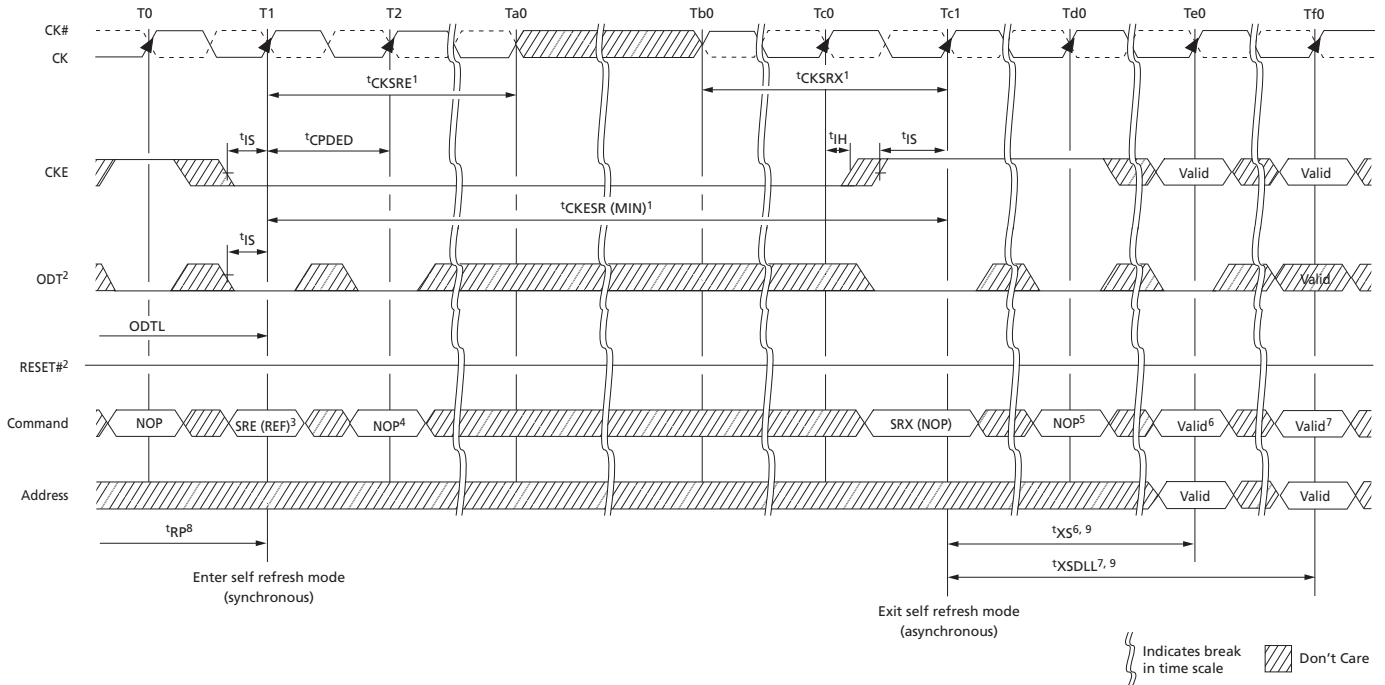 T0 T1 T2 Ta0 Tb0 Tc0 Tc1 Td0 Te0 Tf0
CK#
CK
tCKSRE1 tCKSRX1
tIS tCPDED tIH tIS
CKE Valid Valid
tCKESR (MIN)1
tIS
ODT2 Valid
ODTL
RESET#2
Command NOP SRE (REF)3 NOP4 SRX (NOP) NOP5 Valid6 Valid7
Address Valid Valid
tRP8 tXS6, 9
tXSDLL7, 9
Enter self refresh mode
(synchronous)
Exit self refresh mode
(asynchronous)
Indicates break
in time scale
Don't Care